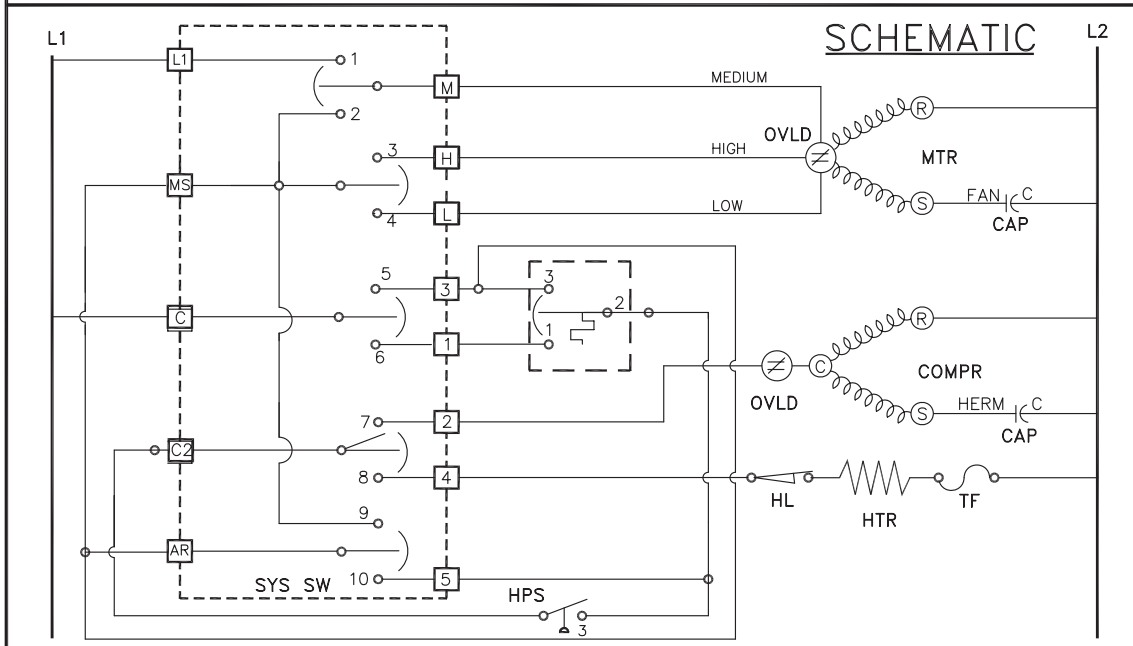 SCHEMATIC
L1
L2
L1
1
2
M
MEDIUM
R
OVLD
MTR
3
H
HIGH
MS
4
L
LOW
S
FAN
C
CAP
5
3
3
2
1
C
6
1
R
COMPR
C
OVLD
S
HERM
C
CAP
7
2
C2
8
4
HL
HTR
TF
9
AR
10
5
SYS SW
HPS
3